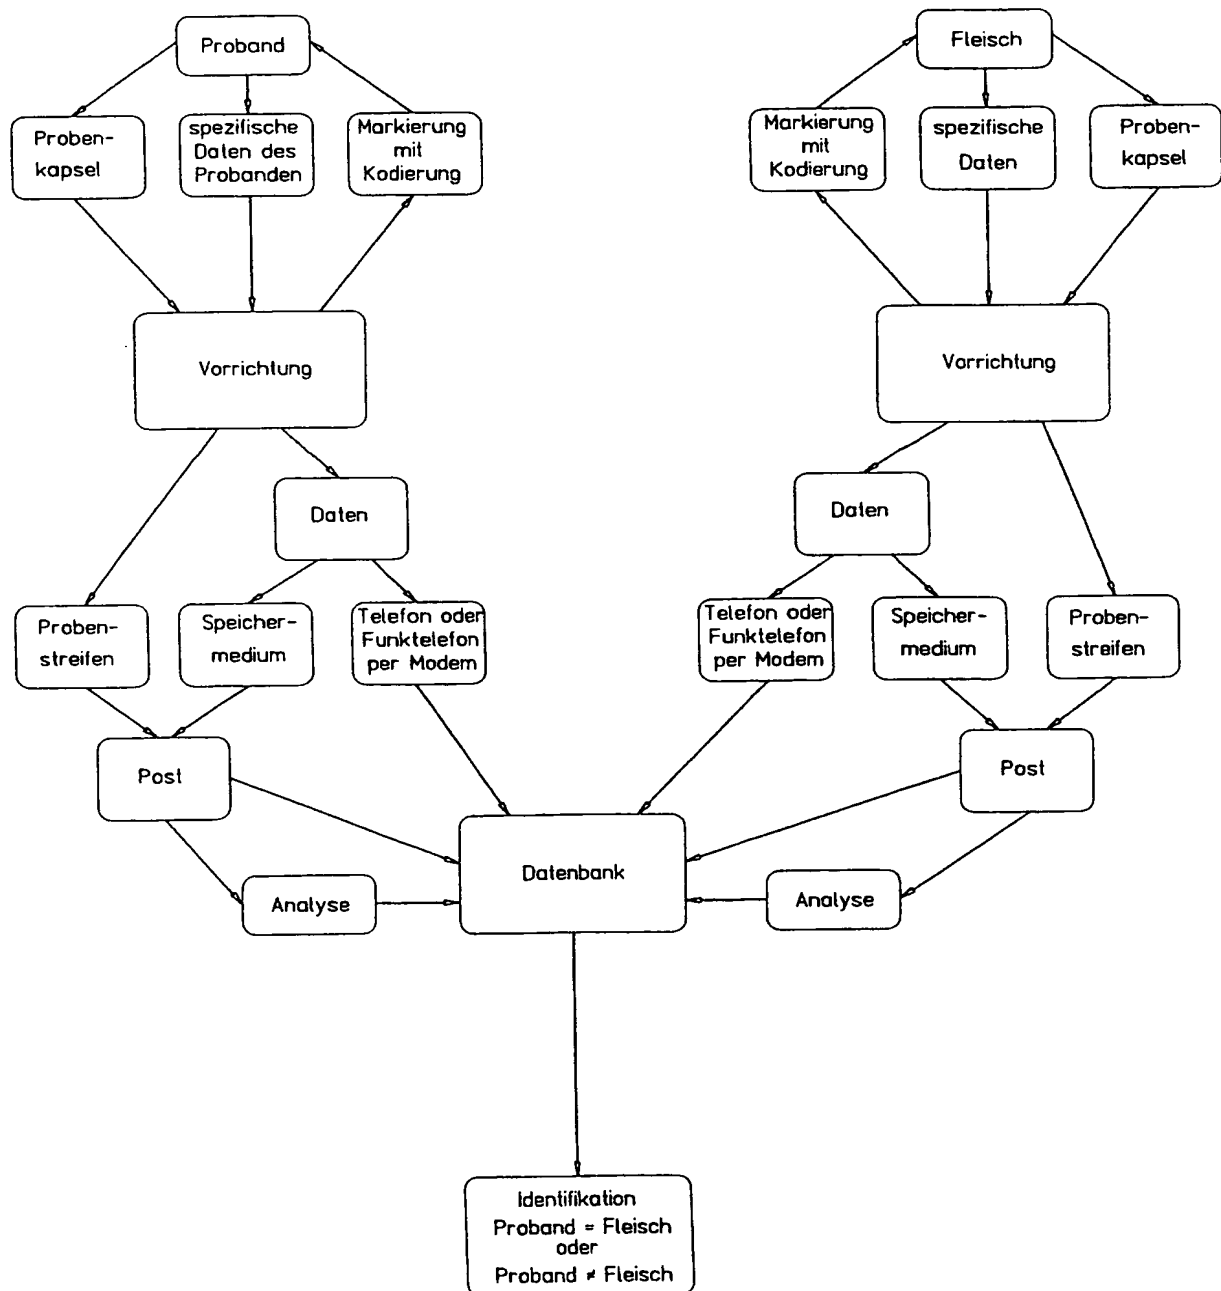 Proband
Proben-
kapsel
spezifische
Daten des
Probanden
Markierung
mit
Kodierung
Vorrichtung
Daten
Proben-
streifen
Speicher-
medium
Telefon oder
Funktelefon
per Modem
Post
Analyse
Fleisch
Markierung
mit
Kodierung
spezifische
Daten
Proben-
kapsel
Vorrichtung
Daten
Telefon oder
Funktelefon
per Modem
Speicher-
medium
Proben-
streifen
Post
Analyse
Datenbank
Identifikation
Proband = Fleisch
oder
Proband ≠ Fleisch